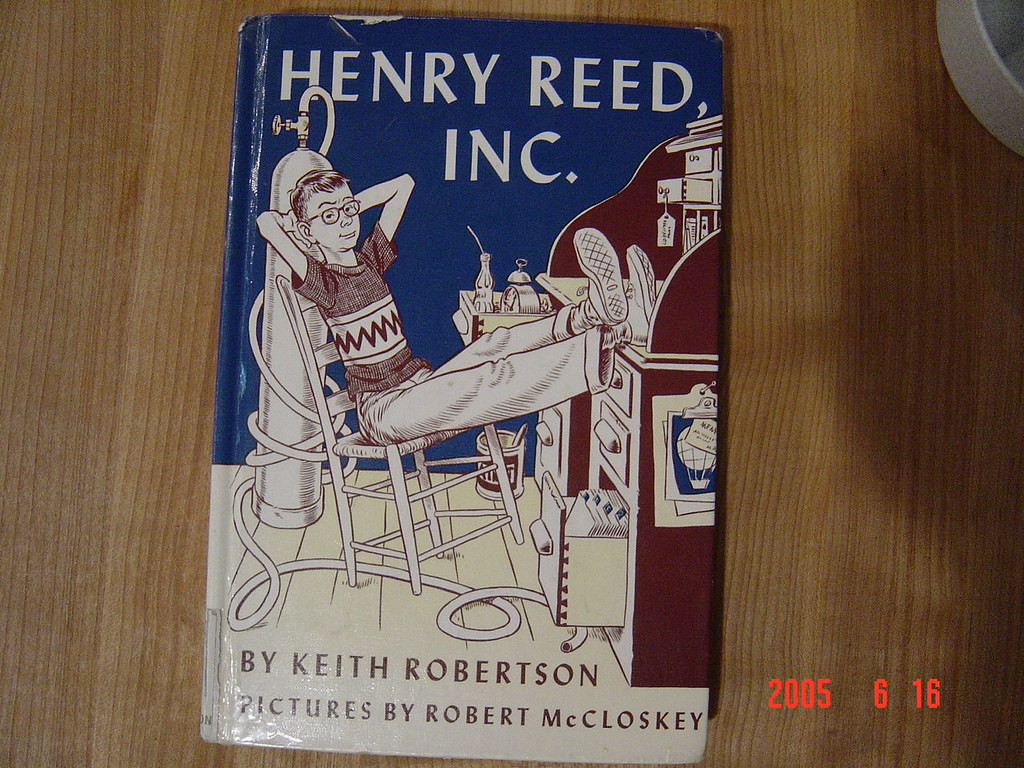 HENRY REED,
INC.
BY KEITH ROBERTSON
PICTURES BY ROBERT McCLOSKEY
2005 6 16